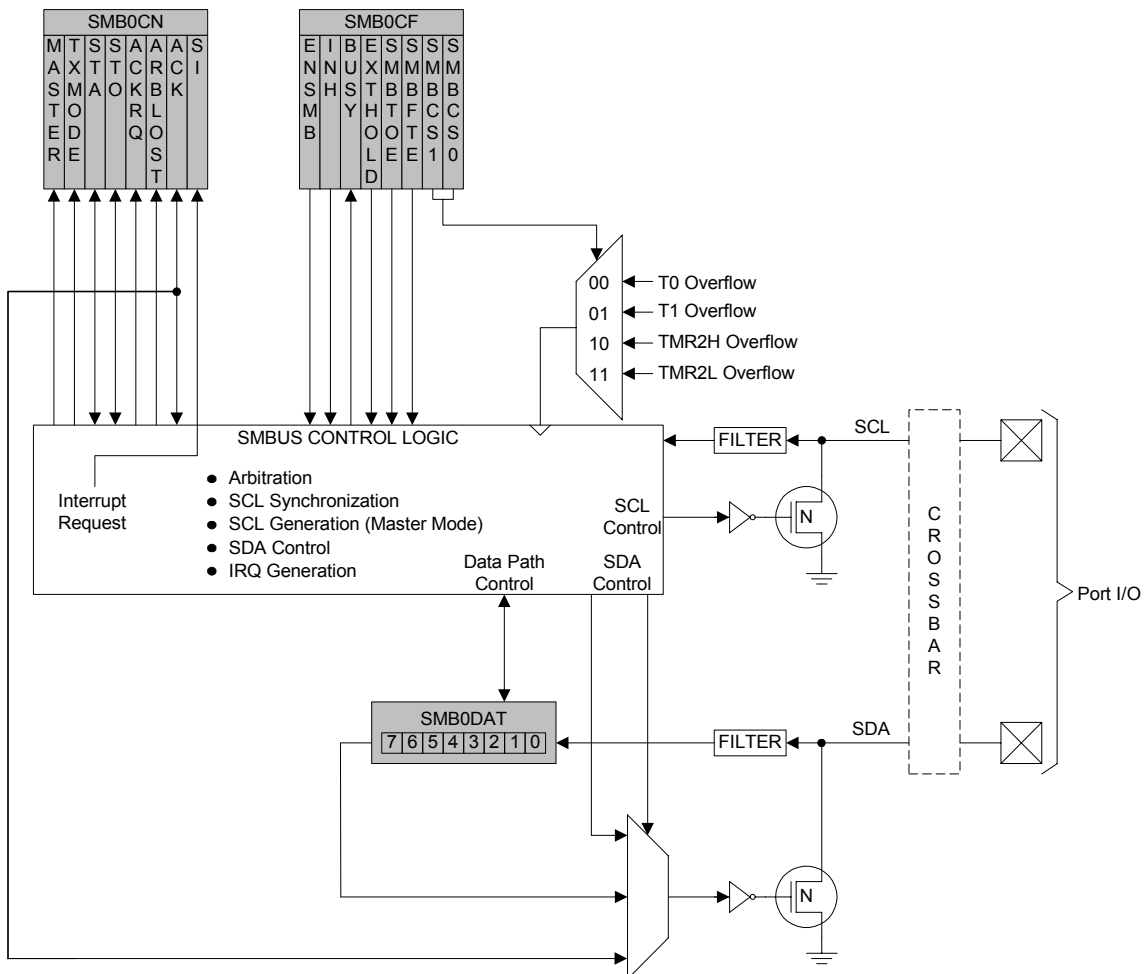 SMB0CN
MASTER
TXMODE
STA
STO
ACKRQ
ARBLOST
ACK
SI
SMB0CF
ENSMB
INH
BUSY
EXTHOLD
SMBTOE
SMBFTE
SMBCS1
SMBCS0
00
01
10
11
T0 Overflow
T1 Overflow
TMR2H Overflow
TMR2L Overflow
SMBUS CONTROL LOGIC
Interrupt
Request
● Arbitration
● SCL Synchronization
● SCL Generation (Master Mode)
● SDA Control
● IRQ Generation
SCL
Control
Data Path
Control
SDA
Control
FILTER
SCL
N
CROSSBAR
Port I/O
SMB0DAT
7 6 5 4 3 2 1 0
FILTER
SDA
N